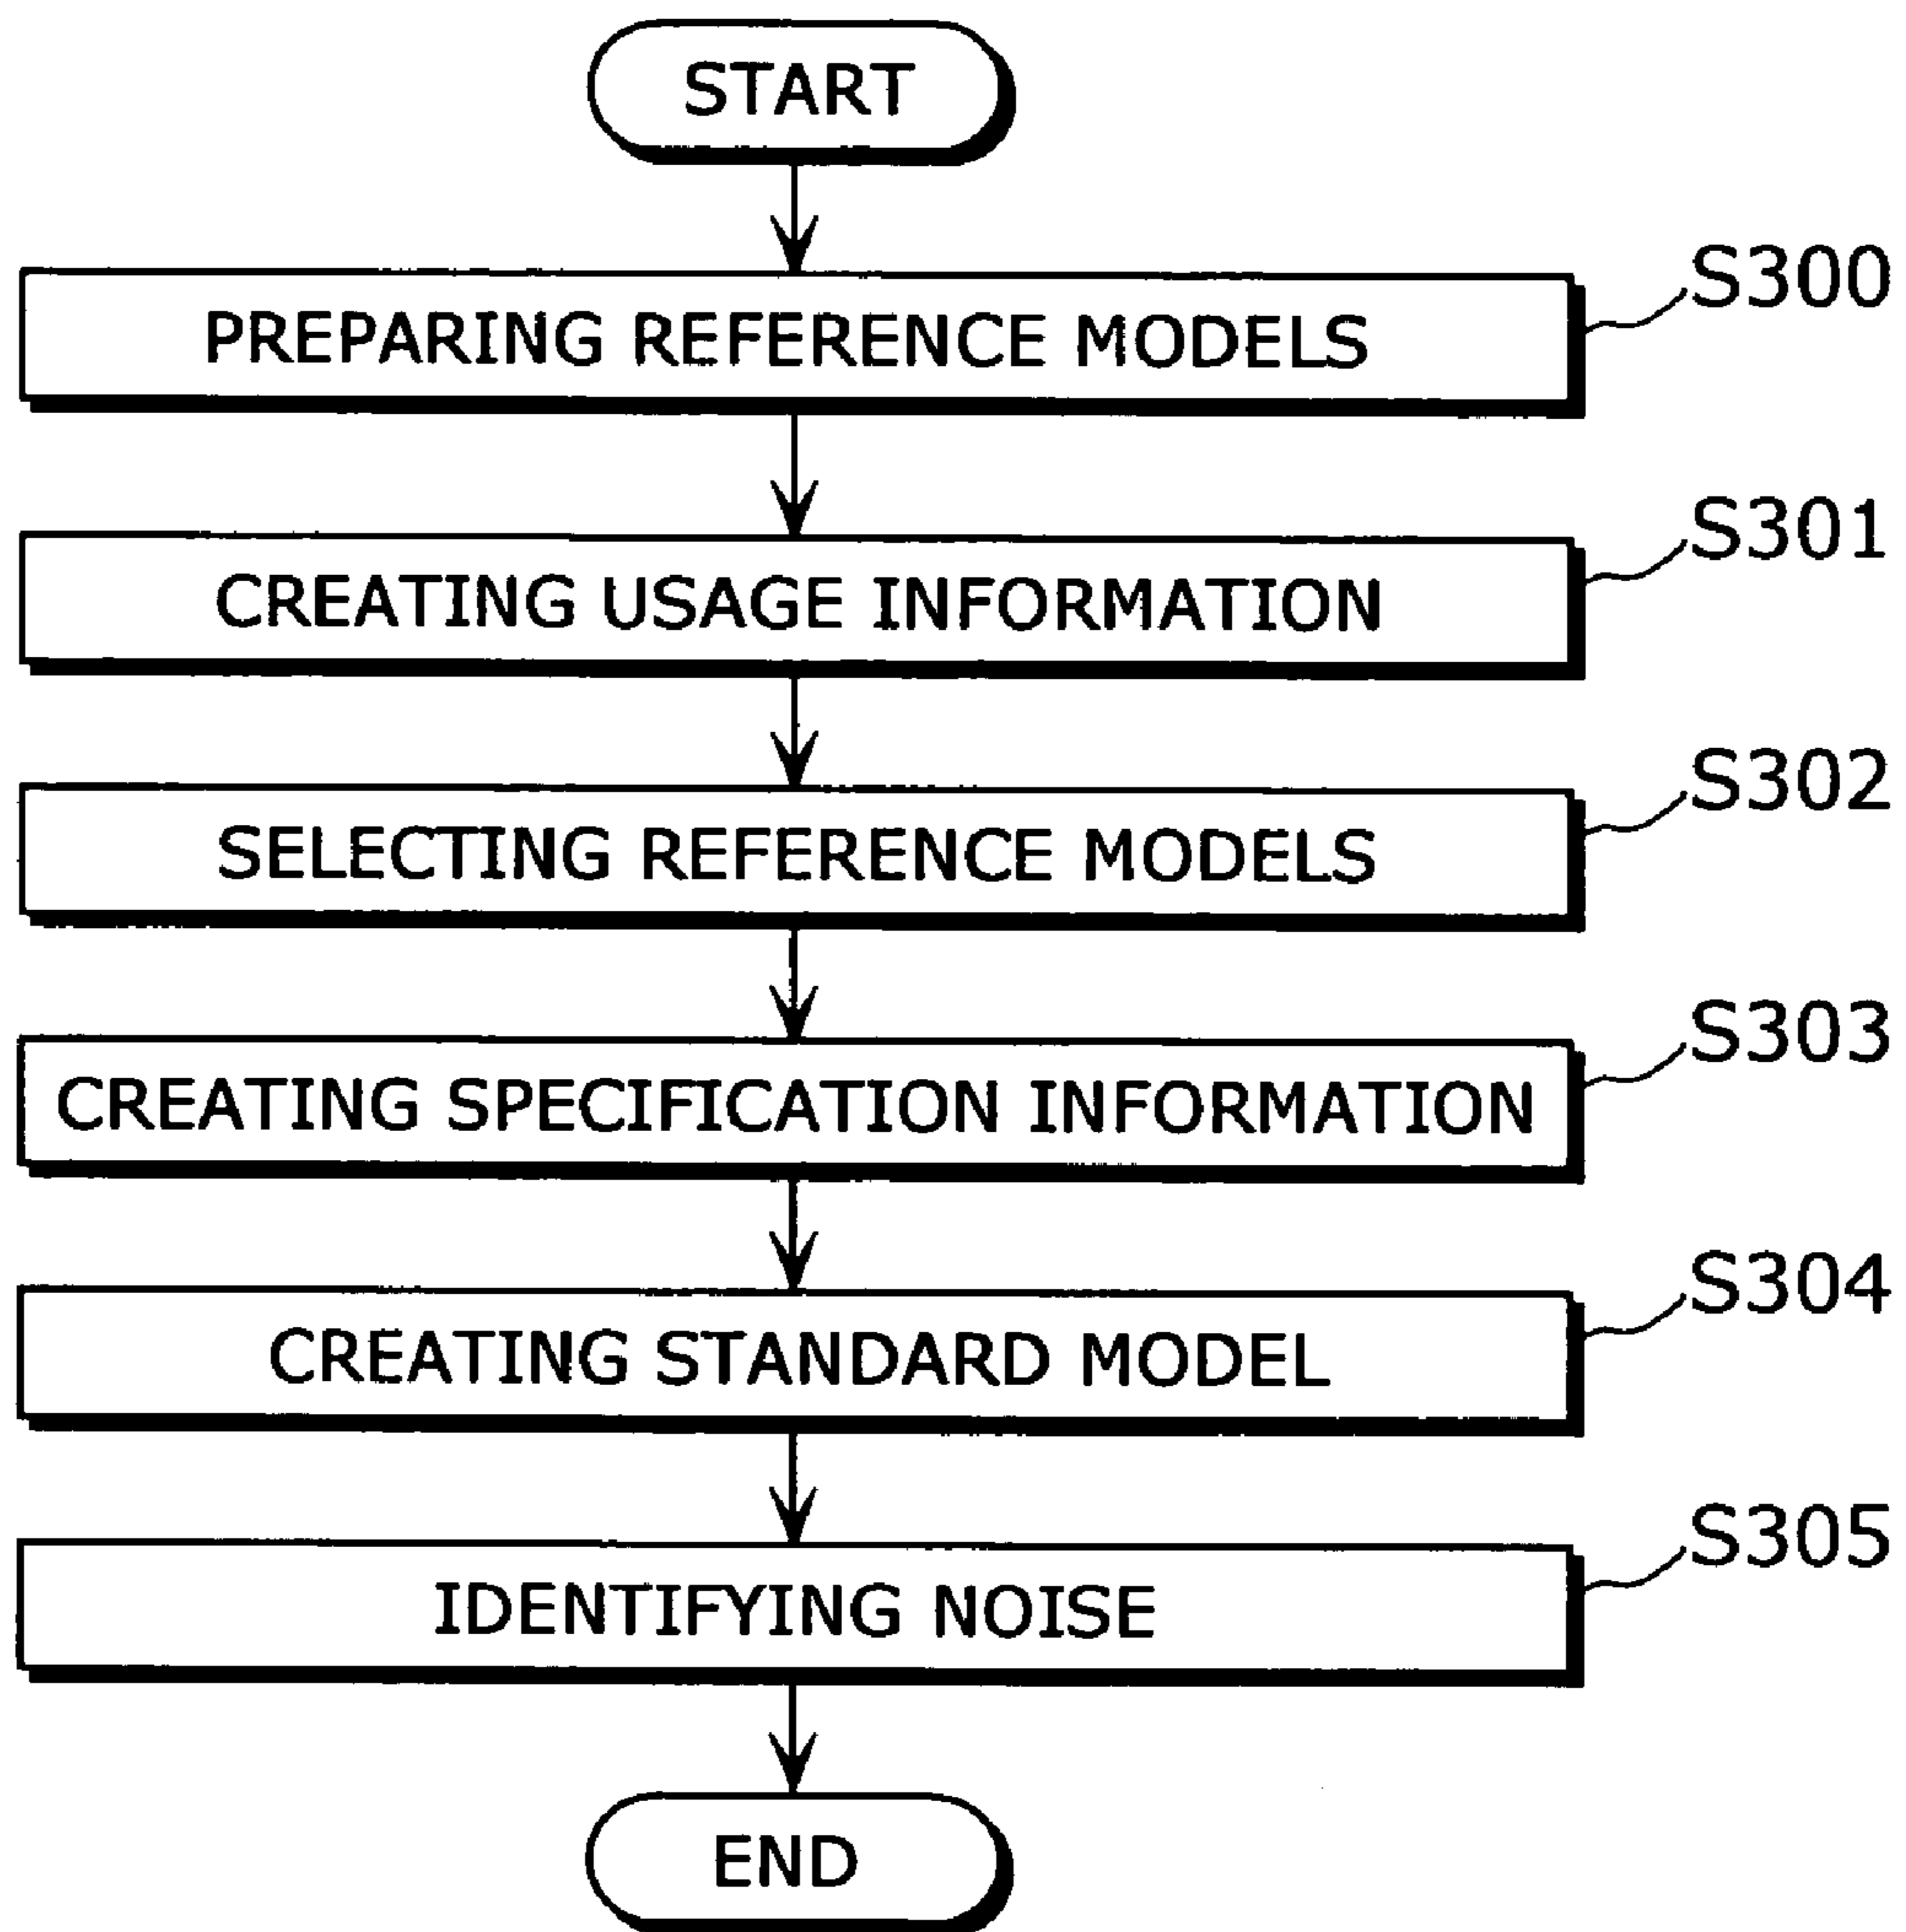 START
PREPARING REFERENCE MODELS
S300
CREATING USAGE INFORMATION
S301
SELECTING REFERENCE MODELS
S302
CREATING SPECIFICATION INFORMATION
S303
CREATING STANDARD MODEL
S304
IDENTIFYING NOISE
S305
END